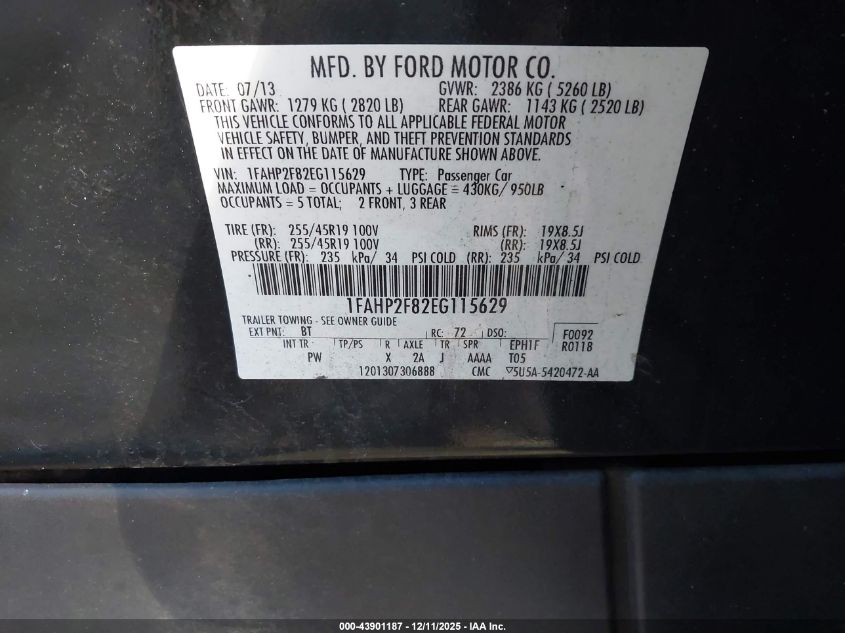 MFD. BY FORD MOTOR CO.
DATE: 07/13 GVWR: 2386 KG ( 5260 LB)
FRONT GAWR: 1279 KG ( 2820 LB) REAR GAWR: 1143 KG ( 2520 LB)
THIS VEHICLE CONFORMS TO ALL APPLICABLE FEDERAL MOTOR
VEHICLE SAFETY, BUMPER, AND THEFT PREVENTION STANDARDS
IN EFFECT ON THE DATE OF MANUFACTURE SHOWN ABOVE.
VIN: 1FAHP2F82EG115629 TYPE: Passenger Car
MAXIMUM LOAD = OCCUPANTS + LUGGAGE = 430KG/ 950LB
OCCUPANTS = 5 TOTAL; 2 FRONT, 3 REAR
TIRE (FR): 255/45R19 100V RIMS (FR): 19X8.5J
(RR): 255/45R19 100V (RR): 19X8.5J
PRESSURE (FR): 235 kPa/ 34 PSI COLD (RR): 235 kPa/ 34 PSI COLD
1FAHP2F82EG115629
TRAILER TOWING - SEE OWNER GUIDE
EXT PNT: BT RC: 72 DSO: F0092
INT TR TP/PS R AXLE TR SPR EPH1F R0118
PW X 2A J AAAA T05
1201307306888 CMC ▽5U5A-5420472-AA
000-43901187 - 12/11/2025 - IAA Inc.